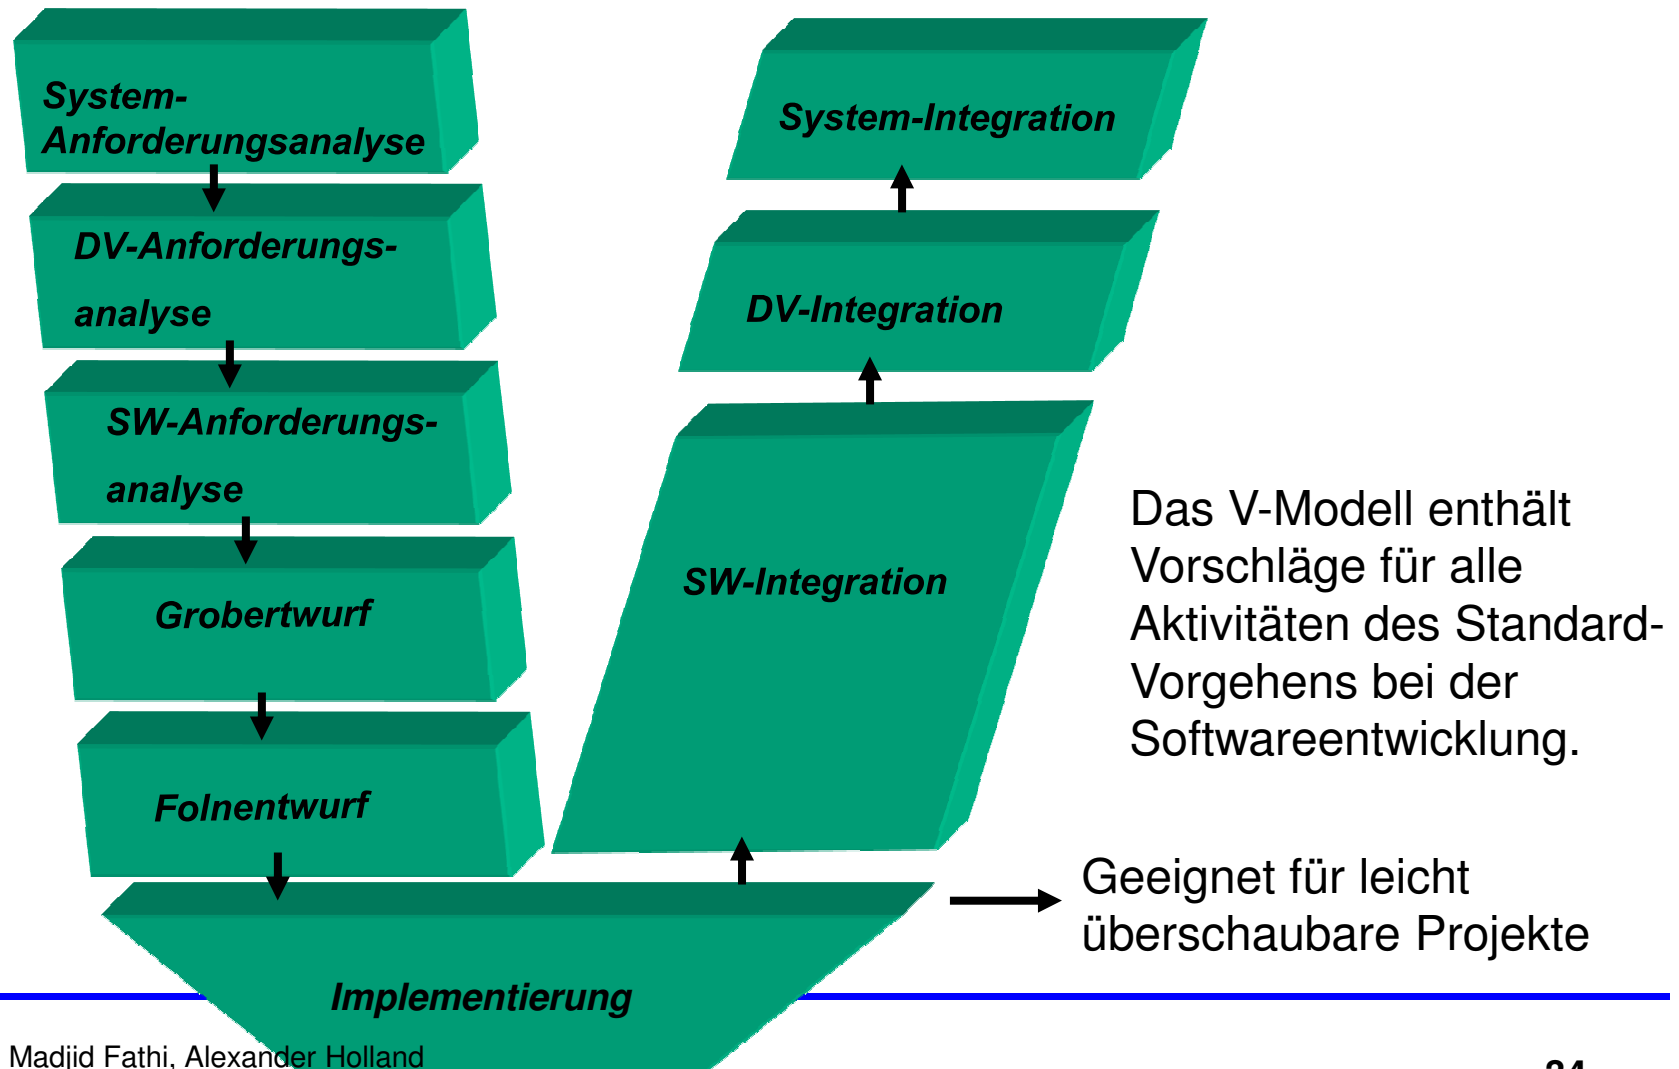 System-
Anforderungsanalyse
DV-Anforderungs-
analyse
SW-Anforderungs-
analyse
Grobertwurf
Folnentwurf
Implementierung
System-Integration
DV-Integration
SW-Integration
Das V-Modell enthält
Vorschläge für alle
Aktivitäten des Standard-
Vorgehens bei der
Softwareentwicklung.
Geeignet für leicht
überschaubare Projekte
Madjid Fathi, Alexander Holland